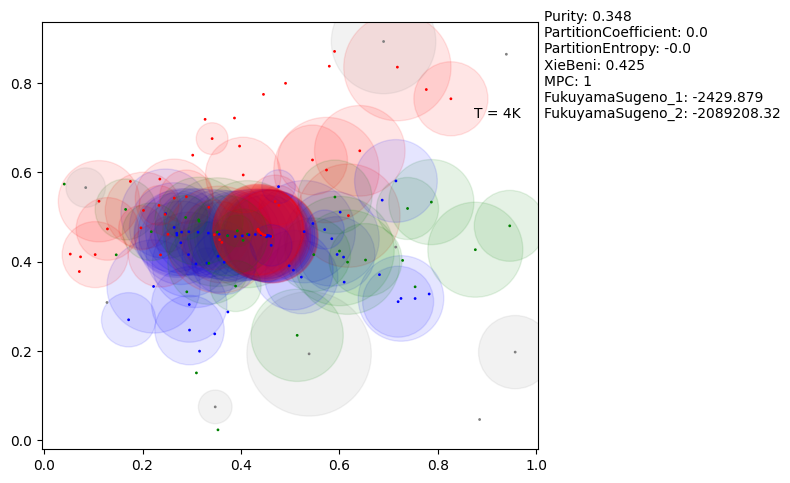 Purity: 0.348
PartitionCoefficient: 0.0
PartitionEntropy: -0.0
XieBeni: 0.425
MPC: 1
FukuyamaSugeno_1: -2429.879
FukuyamaSugeno_2: -2089208.32
T = 4K
0.8
0.6
0.4
0.2
0.0
0.0 0.2 0.4 0.6 0.8 1.0